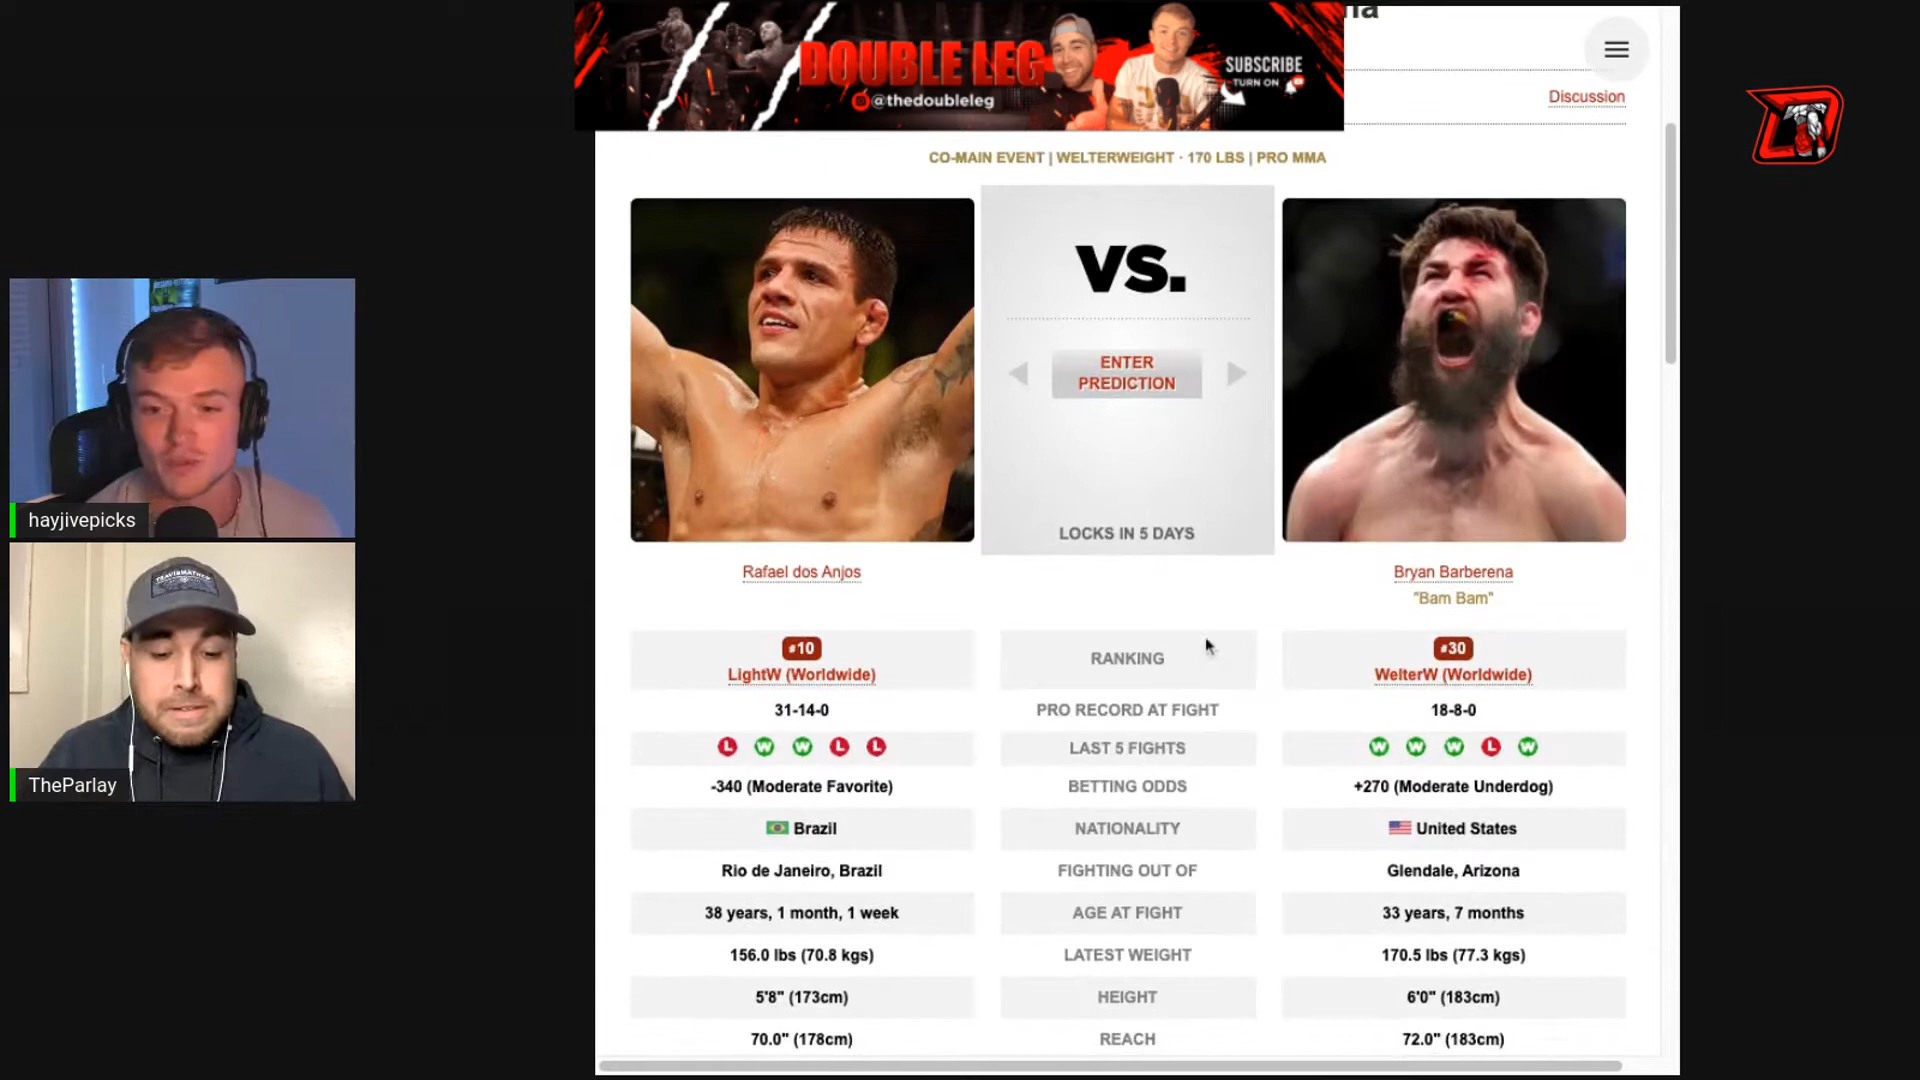 DOUBLE LEG
@thedoubleleg
SUBSCRIBE
TURN ON
Discussion
CO-MAIN EVENT | WELTERWEIGHT · 170 LBS | PRO MMA
VS.
ENTER
PREDICTION
LOCKS IN 5 DAYS
Rafael dos Anjos
Bryan Barberena
"Bam Bam"
#10
LightW (Worldwide)
RANKING
#30
WelterW (Worldwide)
31-14-0
PRO RECORD AT FIGHT
18-8-0
L W W L L
LAST 5 FIGHTS
W W W L W
-340 (Moderate Favorite)
BETTING ODDS
+270 (Moderate Underdog)
Brazil
NATIONALITY
United States
Rio de Janeiro, Brazil
FIGHTING OUT OF
Glendale, Arizona
38 years, 1 month, 1 week
AGE AT FIGHT
33 years, 7 months
156.0 lbs (70.8 kgs)
LATEST WEIGHT
170.5 lbs (77.3 kgs)
5'8" (173cm)
HEIGHT
6'0" (183cm)
70.0" (178cm)
REACH
72.0" (183cm)
hayjivepicks
TRAVISMATHEW
TheParlay